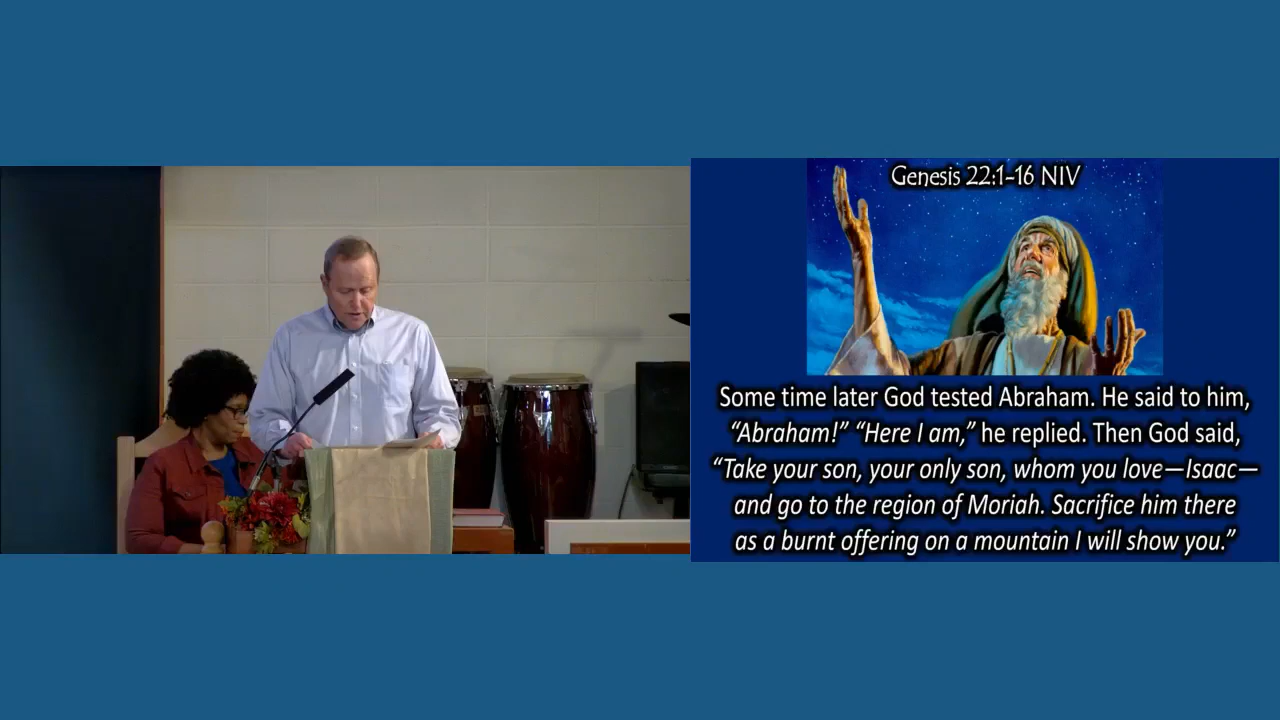 Genesis 22:1-16 NIV
Some time later God tested Abraham. He said to him,
“Abraham!” “Here I am,” he replied. Then God said,
“Take your son, your only son, whom you love—Isaac—
and go to the region of Moriah. Sacrifice him there
as a burnt offering on a mountain I will show you.”